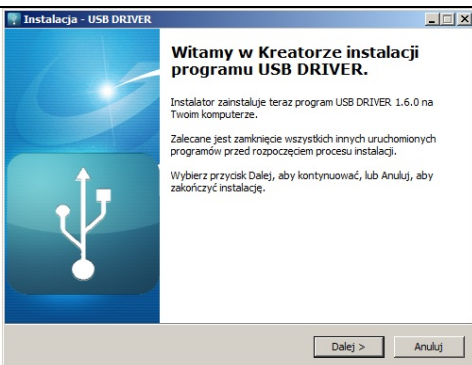 Instalacja - USB DRIVER
Witamy w Kreatorze instalacji
programu USB DRIVER.
Instalator zainstaluje teraz program USB DRIVER 1.6.0 na
Twoim komputerze.
Zalecane jest zamknięcie wszystkich innych uruchomionych
programów przed rozpoczęciem procesu instalacji.
Wybierz przycisk Dalej, aby kontynuować, lub Anuluj, aby
zakończyć instalację.
Dalej >
Anuluj